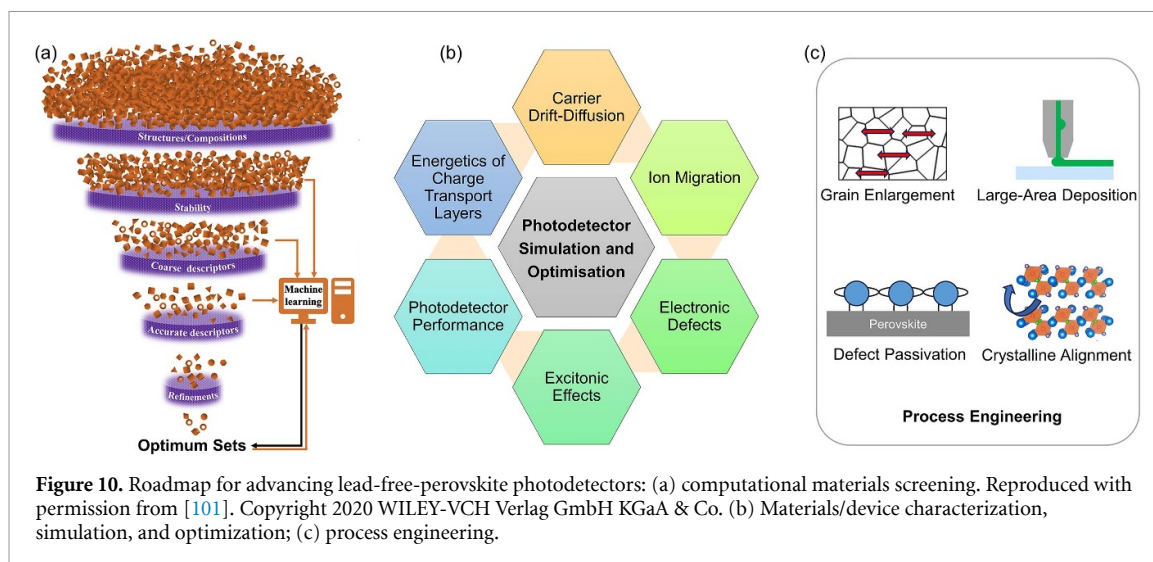 (a)
Structures/Compositions
Stability
Coarse descriptors
Accurate descriptors
Refinements
Machine
learning
Optimum Sets
(b)
Carrier
Drift-Diffusion
Energetics of
Charge
Transport
Layers
Ion Migration
Photodetector
Simulation and
Optimisation
Photodetector
Performance
Electronic
Defects
Excitonic
Effects
(c)
Grain Enlargement
Large-Area Deposition
Perovskite
Defect Passivation
Crystalline Alignment
Process Engineering
Figure 10. Roadmap for advancing lead-free-perovskite photodetectors: (a) computational materials screening. Reproduced with
permission from [101]. Copyright 2020 WILEY-VCH Verlag GmbH KGaA & Co. (b) Materials/device characterization,
simulation, and optimization; (c) process engineering.